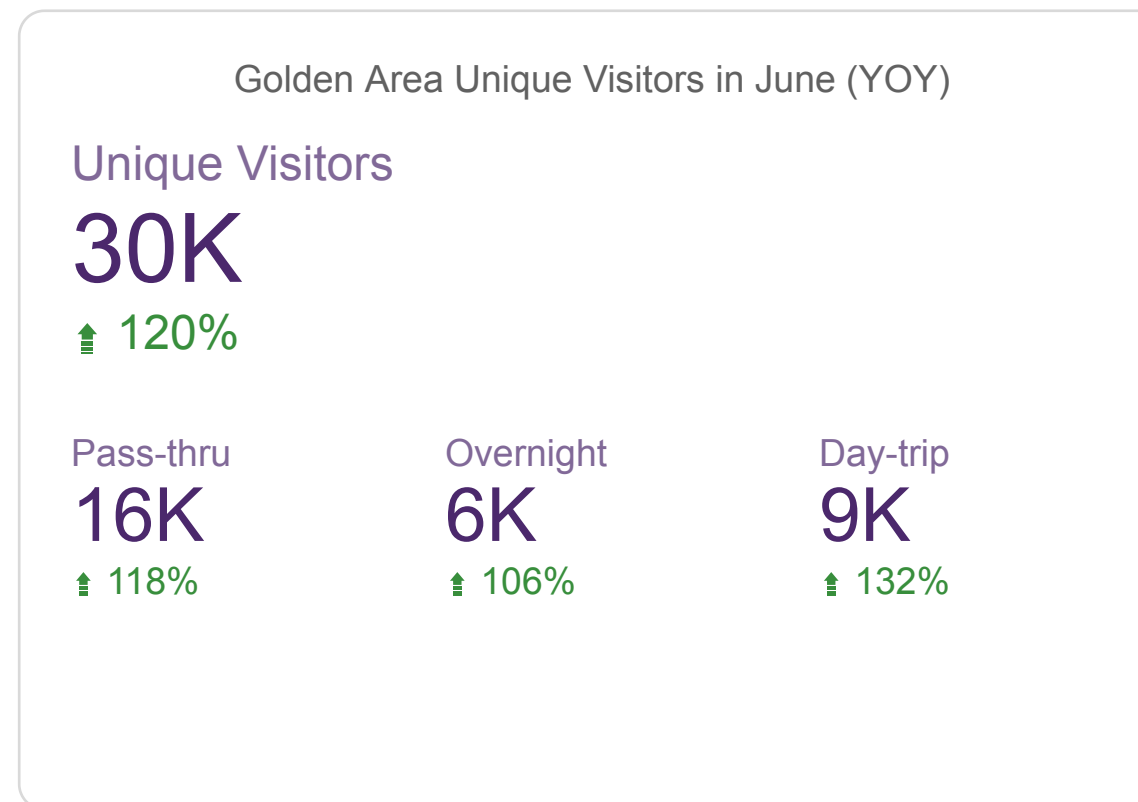 Golden Area Unique Visitors in June (YOY)
Unique Visitors
30K
120%
Pass-thru Overnight Day-trip
16K 6K 9K
118% 106% 132%